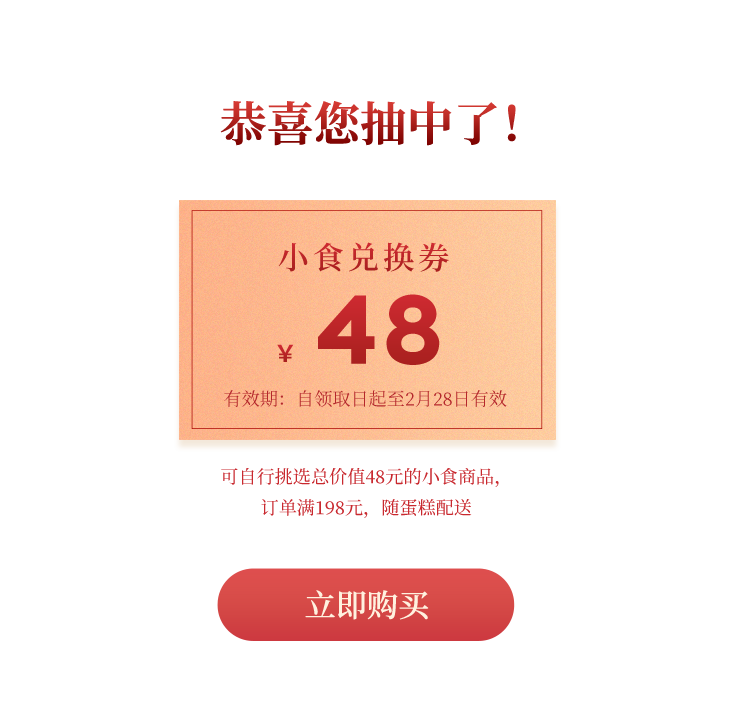 恭喜您抽中了！
小食兑换券
¥ 48
有效期：自领取日起至2月28日有效
可自行挑选总价值48元的小食商品，
订单满198元，随蛋糕配送
立即购买